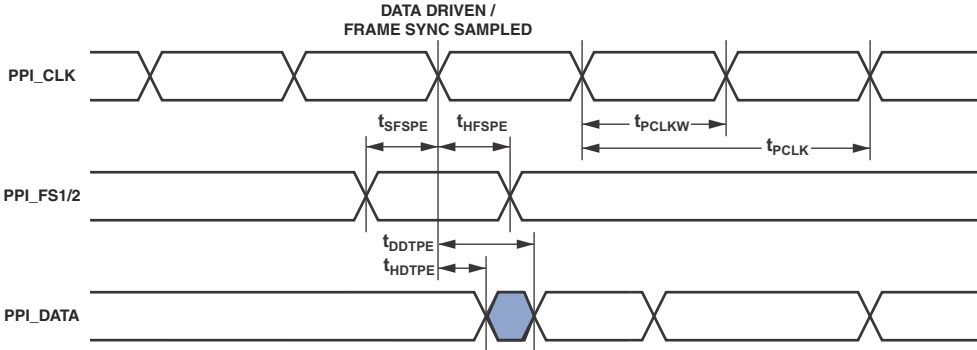 DATA DRIVEN /
FRAME SYNC SAMPLED
PPI_CLK
tSFSPE
tHFSPE
tPCLKW
tPCLK
PPI_FS1/2
tDDTPE
tHDTPE
PPI_DATA